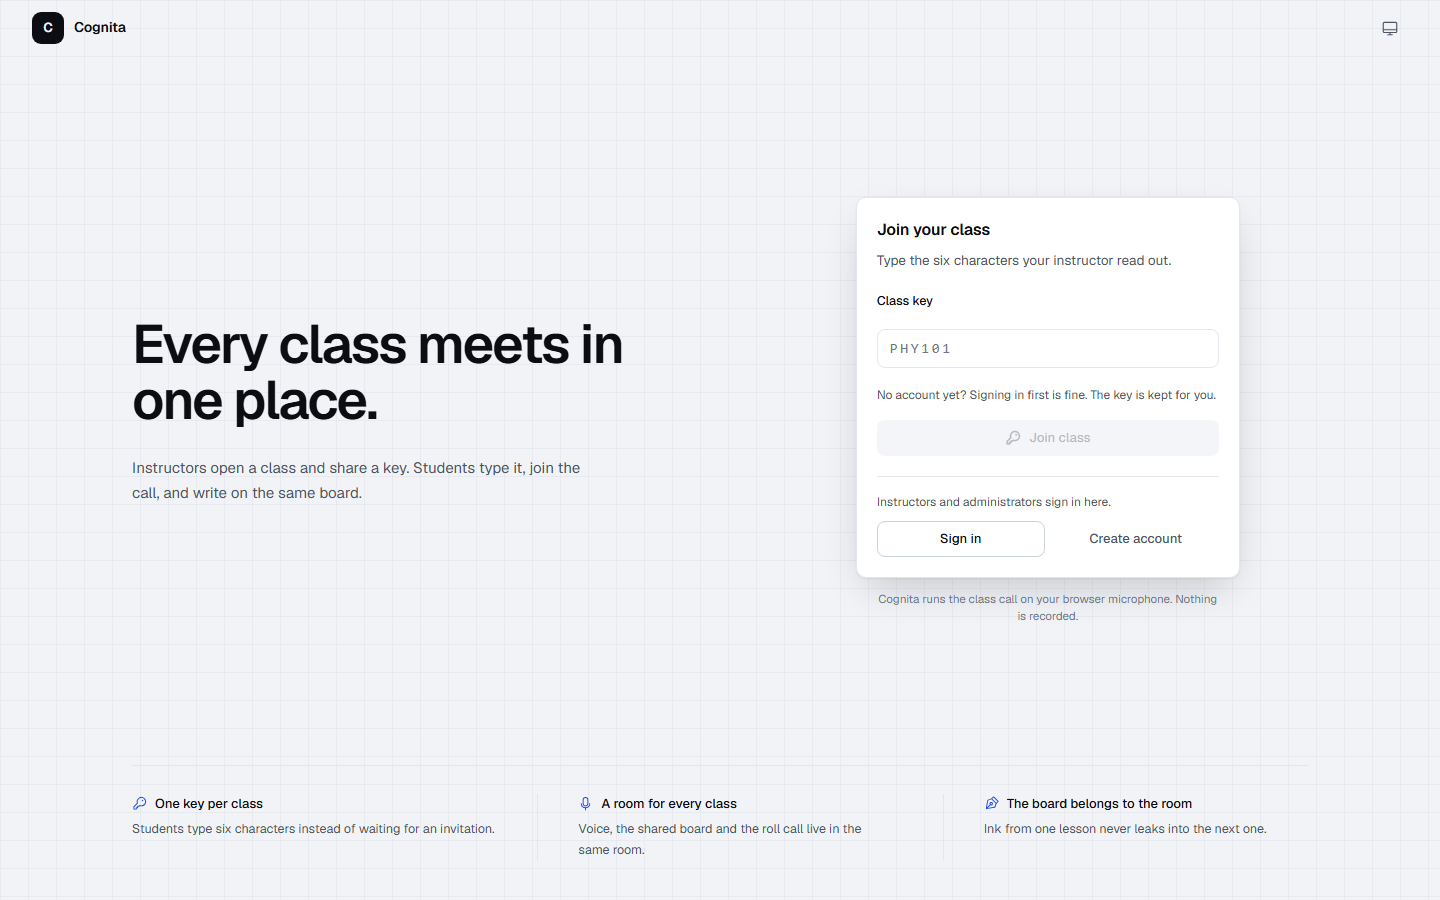 C Cognita
Every class meets in
one place.
Instructors open a class and share a key. Students type it, join the
call, and write on the same board.
Join your class
Type the six characters your instructor read out.
Class key
PHY101
No account yet? Signing in first is fine. The key is kept for you.
Join class
Instructors and administrators sign in here.
Sign in
Create account
Cognita runs the class call on your browser microphone. Nothing
is recorded.
One key per class
Students type six characters instead of waiting for an invitation.
A room for every class
Voice, the shared board and the roll call live in the
same room.
The board belongs to the room
Ink from one lesson never leaks into the next one.